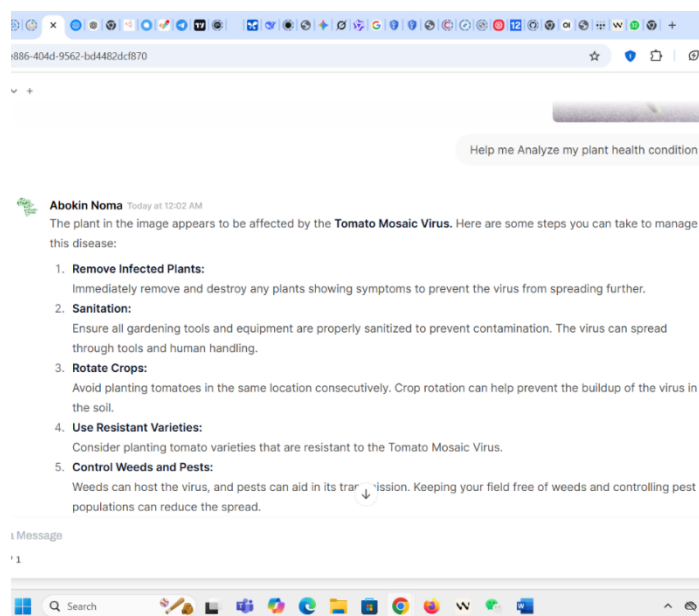 e886-404d-9562-bd4482dcf870
Help me Analyze my plant health condition
Abokin Noma Today at 12:02 AM
The plant in the image appears to be affected by the Tomato Mosaic Virus. Here are some steps you can take to manage
this disease:
1. Remove Infected Plants:
Immediately remove and destroy any plants showing symptoms to prevent the virus from spreading further.
2. Sanitation:
Ensure all gardening tools and equipment are properly sanitized to prevent contamination. The virus can spread
through tools and human handling.
3. Rotate Crops:
Avoid planting tomatoes in the same location consecutively. Crop rotation can help prevent the buildup of the virus in
the soil.
4. Use Resistant Varieties:
Consider planting tomato varieties that are resistant to the Tomato Mosaic Virus.
5. Control Weeds and Pests:
Weeds can host the virus, and pests can aid in its transmission. Keeping your field free of weeds and controlling pest
populations can reduce the spread.
a Message
/ 1
Search